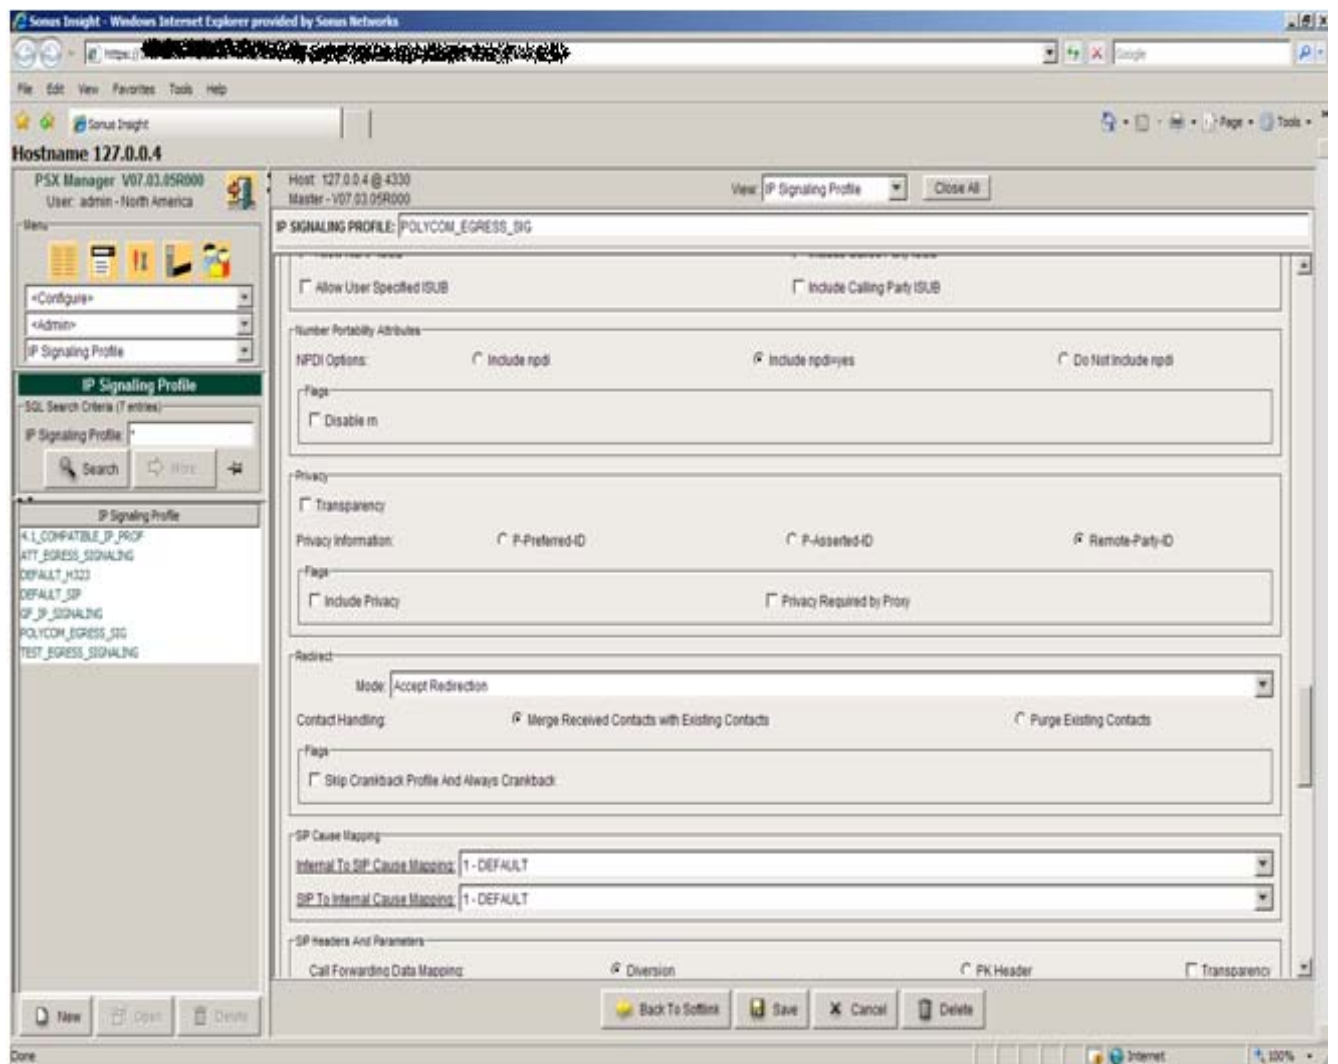 Sonus Insight - Windows Internet Explorer provided by Sonus Networks
Google
File Edit View Favorites Tools Help
Sonus Insight
Page Tools
Hostname 127.0.0.4
PSX Manager V07.03.05R000
User: admin - North America
Menu
<Configure>
<Admin>
IP Signaling Profile
IP Signaling Profile
SQL Search Criteria (7 entries)
IP Signaling Profile: *
Search More
IP Signaling Profile
4.1_COMPATIBLE_IP_PROF
ATT_EGRESS_SIGNALING
DEFAULT_H323
DEFAULT_SIP
GF_IP_SIGNALING
POLYCOM_EGRESS_SIG
TEST_EGRESS_SIGNALING
New Open Delete
Host: 127.0.0.4 @ 4330
Master - V07.03.05R000
View: IP Signaling Profile Close All
IP SIGNALING PROFILE: POLYCOM_EGRESS_SIG
Allow User Specified ISUB Include Calling Party ISUB
Number Portability Attributes
NPDI Options: Include npdi Include npdi=yes Do Not Include npdi
Flags
Disable rn
Privacy
Transparency
Privacy Information: P-Preferred-ID P-Asserted-ID Remote-Party-ID
Flags
Include Privacy Privacy Required by Proxy
Redirect
Mode: Accept Redirection
Contact Handling: Merge Received Contacts with Existing Contacts Purge Existing Contacts
Flags
Skip Crankback Profile And Always Crankback
SIP Cause Mapping
Internal To SIP Cause Mapping: 1 - DEFAULT
SIP To Internal Cause Mapping: 1 - DEFAULT
SIP Headers And Parameters
Call Forwarding Data Mapping: Diversion PK Header Transparency
Back To Softlink Save Cancel Delete
Done Internet 100%